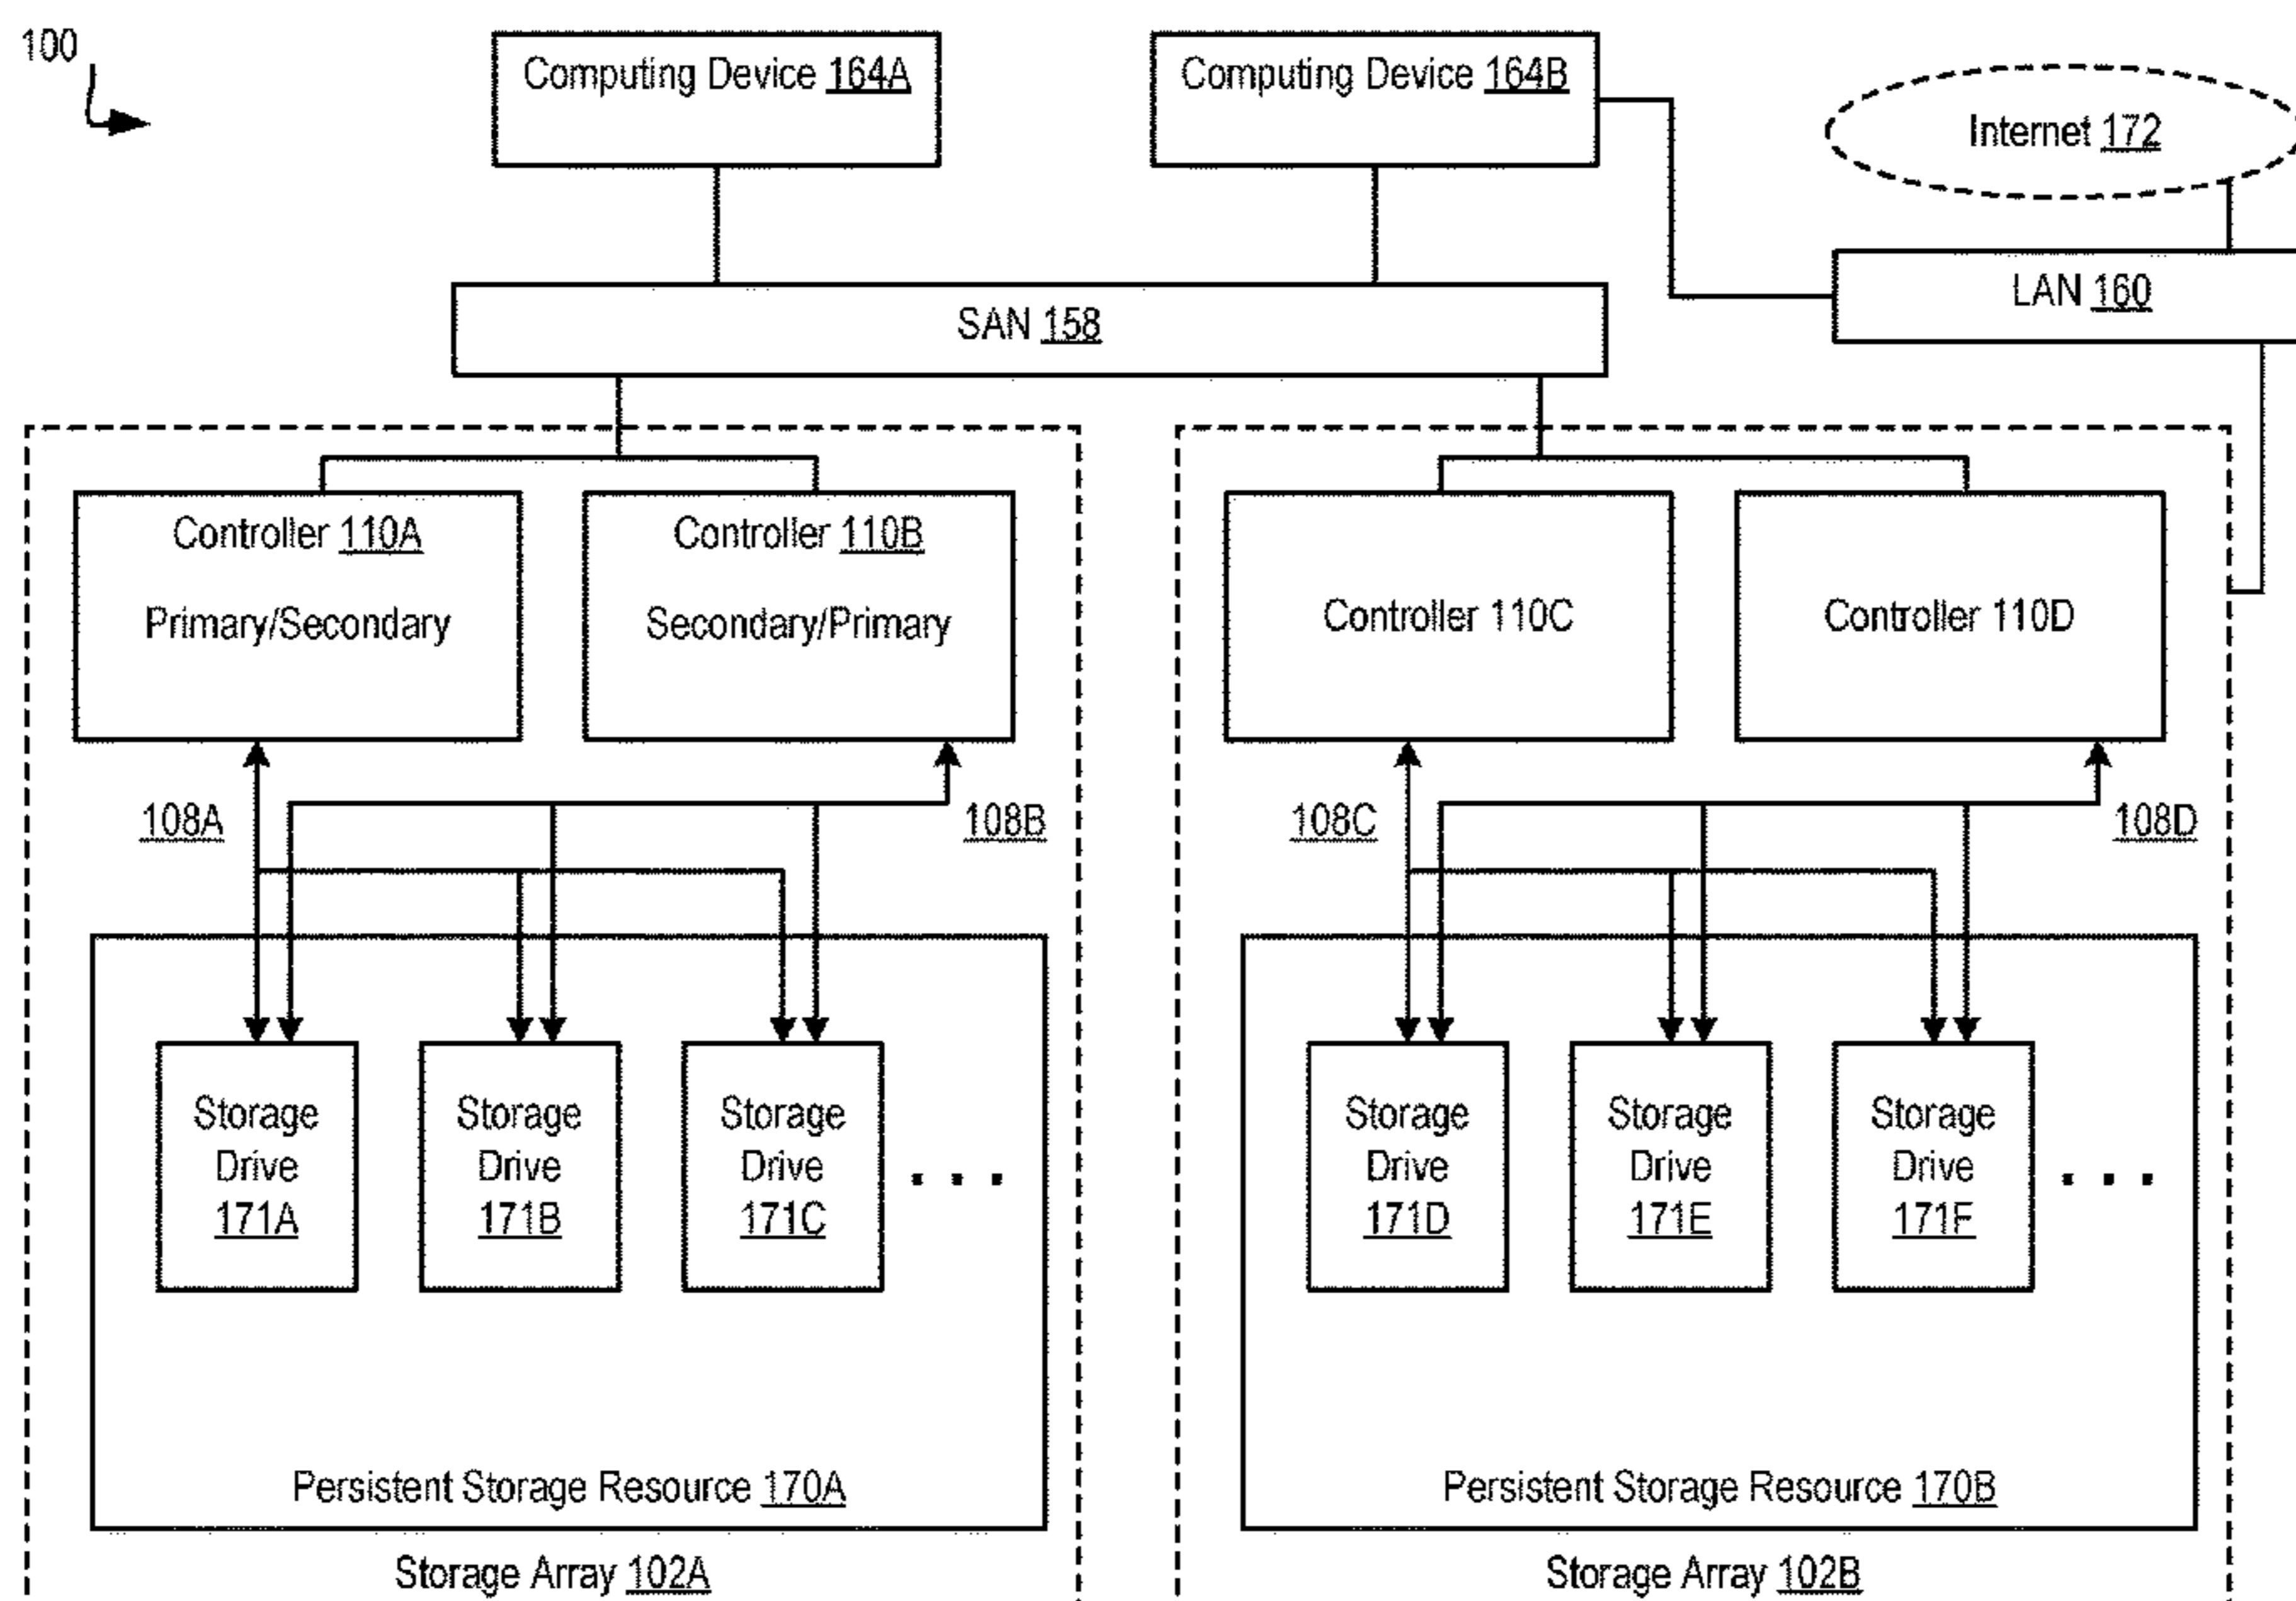 100
Computing Device 164A
Computing Device 164B
Internet 172
LAN 160
SAN 158
Controller 110A
Primary/Secondary
Controller 110B
Secondary/Primary
Controller 110C
Controller 110D
108A
108B
108C
108D
Storage
Drive
171A
Storage
Drive
171B
Storage
Drive
171C
. . .
Storage
Drive
171D
Storage
Drive
171E
Storage
Drive
171F
. . .
Persistent Storage Resource 170A
Persistent Storage Resource 170B
Storage Array 102A
Storage Array 102B